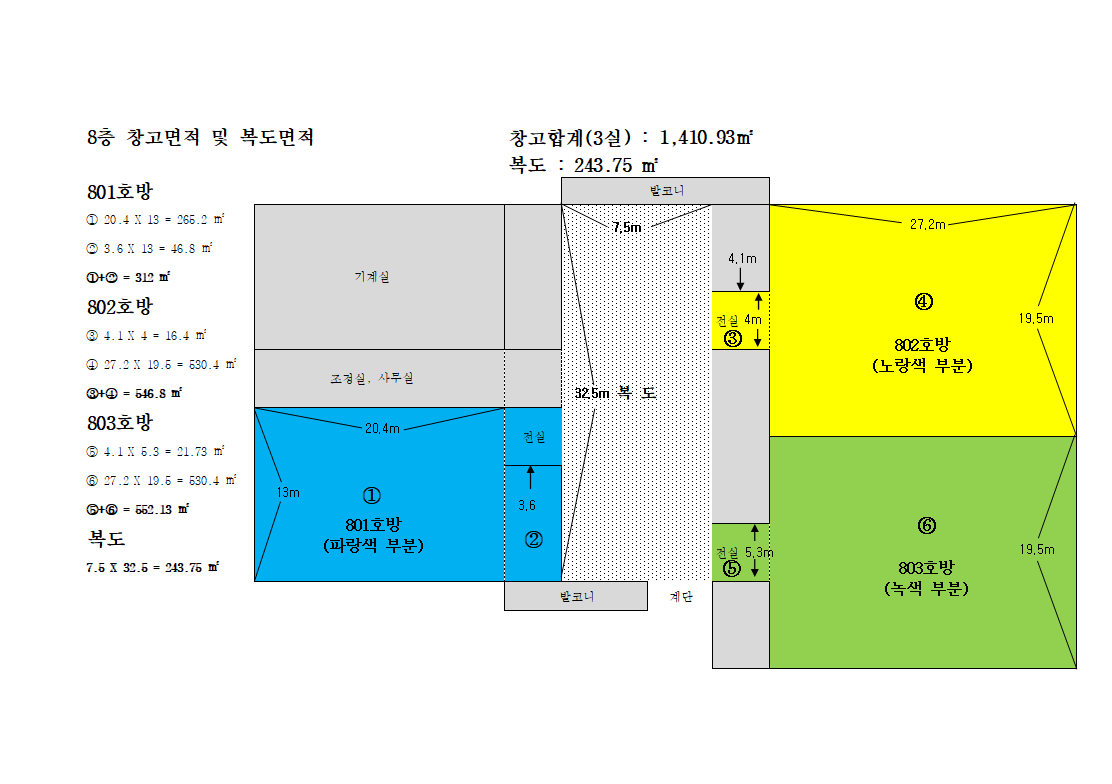 8층 창고면적 및 복도면적
창고합계(3실) : 1,410.93㎡
복도 : 243.75 ㎡
801호방
① 20.4 X 13 = 265.2 ㎡
② 3.6 X 13 = 46.8 ㎡
①+② = 312 ㎡
802호방
③ 4.1 X 4 = 16.4 ㎡
④ 27.2 X 19.5 = 530.4 ㎡
③+④ = 546.8 ㎡
803호방
⑤ 4.1 X 5.3 = 21.73 ㎡
⑥ 27.2 X 19.5 = 530.4 ㎡
⑤+⑥ = 552.13 ㎡
복도
7.5 X 32.5 = 243.75 ㎡
발코니
7.5m
27.2m
4.1m
기계실
④
전실 4m
③
19.5m
802호방
(노랑색 부분)
조정실, 사무실
32.5m 복 도
20.4m
전실
13m
①
3.6
801호방
(파랑색 부분)
②
⑥
전실 5.3m
⑤
19.5m
803호방
(녹색 부분)
발코니
계단